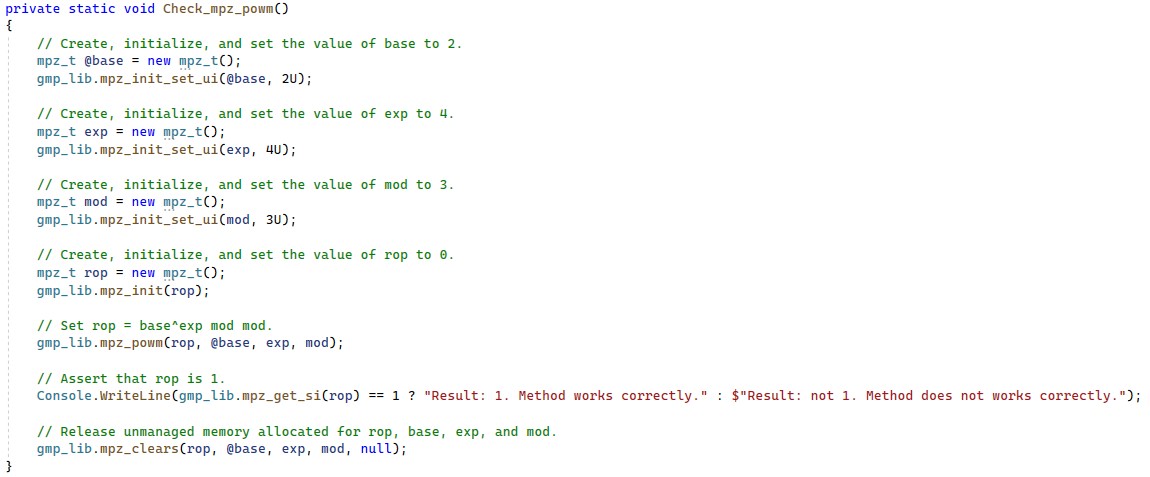 private static void Check_mpz_powm()
{
    // Create, initialize, and set the value of base to 2.
    mpz_t @base = new mpz_t();
    gmp_lib.mpz_init_set_ui(@base, 2U);

    // Create, initialize, and set the value of exp to 4.
    mpz_t exp = new mpz_t();
    gmp_lib.mpz_init_set_ui(exp, 4U);

    // Create, initialize, and set the value of mod to 3.
    mpz_t mod = new mpz_t();
    gmp_lib.mpz_init_set_ui(mod, 3U);

    // Create, initialize, and set the value of rop to 0.
    mpz_t rop = new mpz_t();
    gmp_lib.mpz_init(rop);

    // Set rop = base^exp mod mod.
    gmp_lib.mpz_powm(rop, @base, exp, mod);

    // Assert that rop is 1.
    Console.WriteLine(gmp_lib.mpz_get_si(rop) == 1 ? "Result: 1. Method works correctly." : $"Result: not 1. Method does not works correctly.");

    // Release unmanaged memory allocated for rop, base, exp, and mod.
    gmp_lib.mpz_clears(rop, @base, exp, mod, null);
}